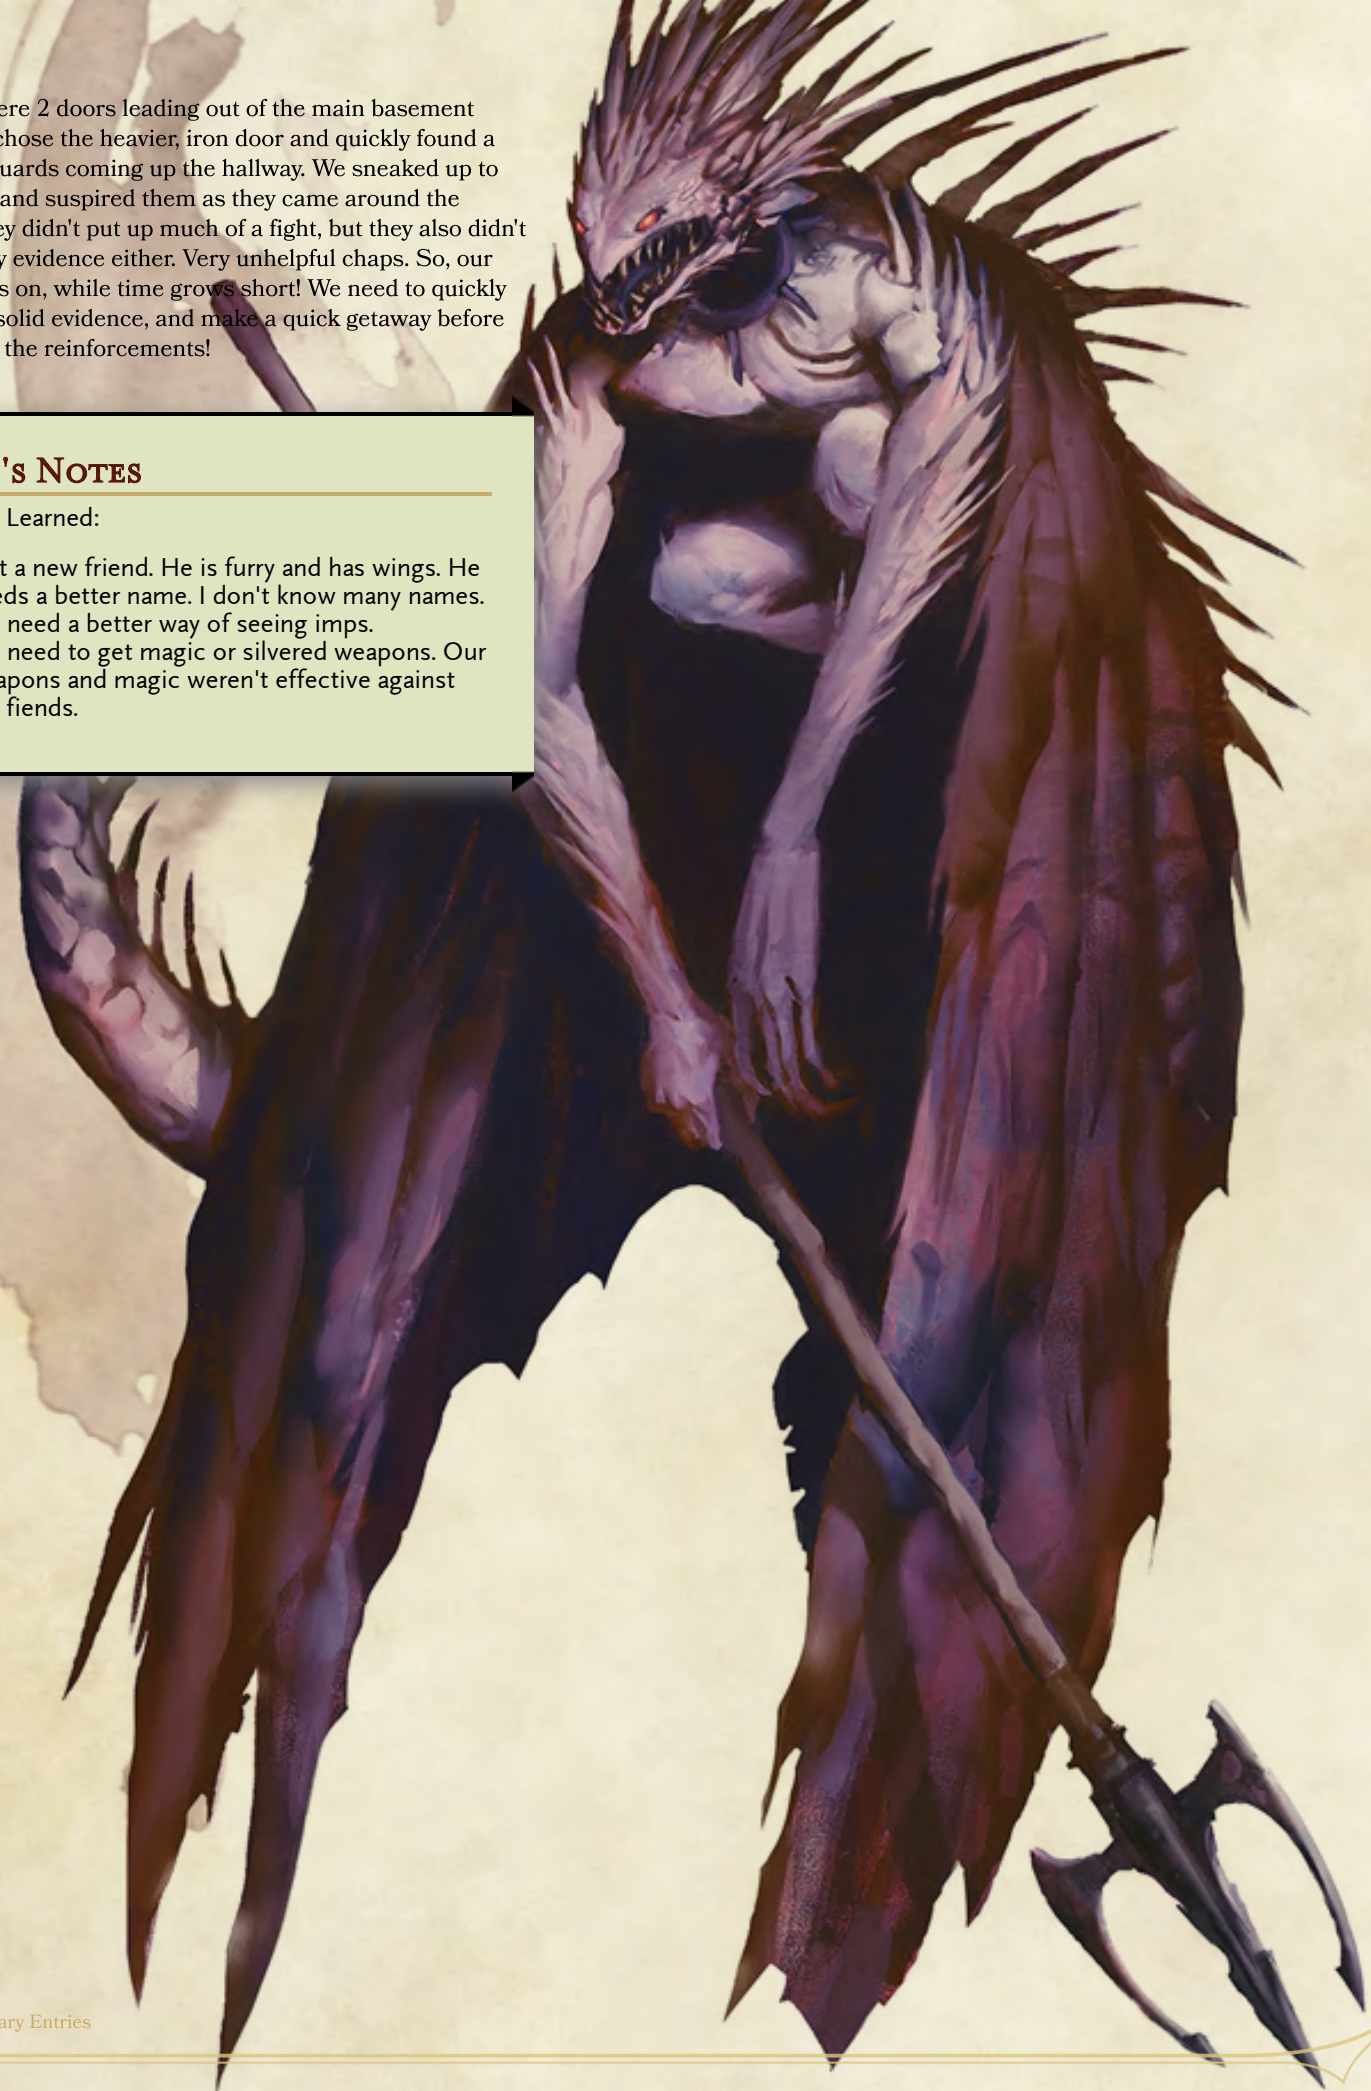 ere 2 doors leading out of the main basement
chose the heavier, iron door and quickly found a
uards coming up the hallway. We sneaked up to
and suspired them as they came around the
ey didn't put up much of a fight, but they also didn't
y evidence either. Very unhelpful chaps. So, our
s on, while time grows short! We need to quickly
solid evidence, and make a quick getaway before
the reinforcements!
's Notes
Learned:
t a new friend. He is furry and has wings. He
eds a better name. I don't know many names.
need a better way of seeing imps.
need to get magic or silvered weapons. Our
apons and magic weren't effective against
fiends.
ary Entries